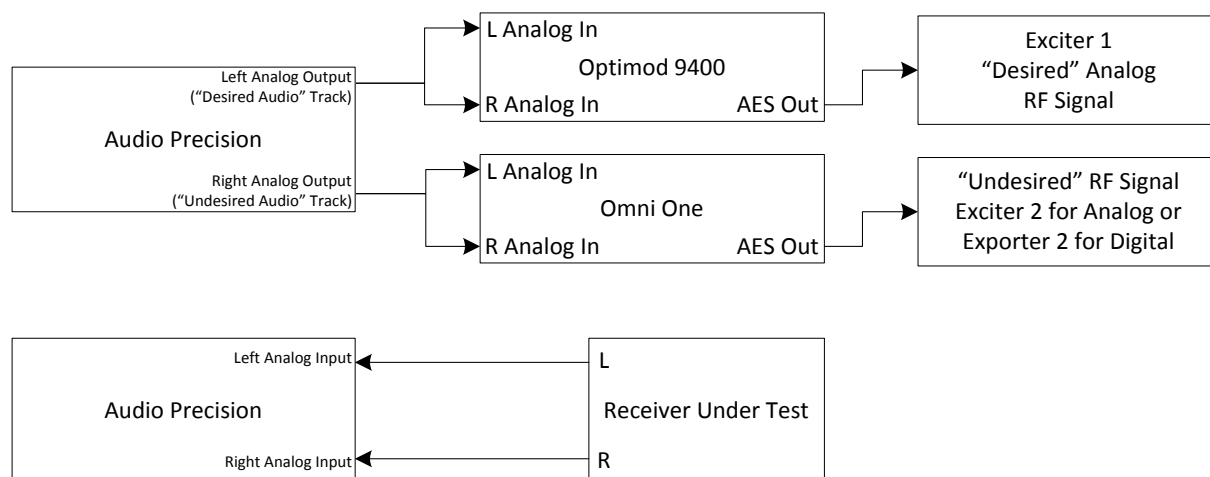 Left Analog Output
(“Desired Audio” Track)
Audio Precision
Right Analog Output
(“Undesired Audio” Track)
L Analog In
Optimod 9400
R Analog In
AES Out
Exciter 1
“Desired” Analog
RF Signal
L Analog In
Omni One
R Analog In
AES Out
“Undesired” RF Signal
Exciter 2 for Analog or
Exporter 2 for Digital
Left Analog Input
Audio Precision
Right Analog Input
L
Receiver Under Test
R